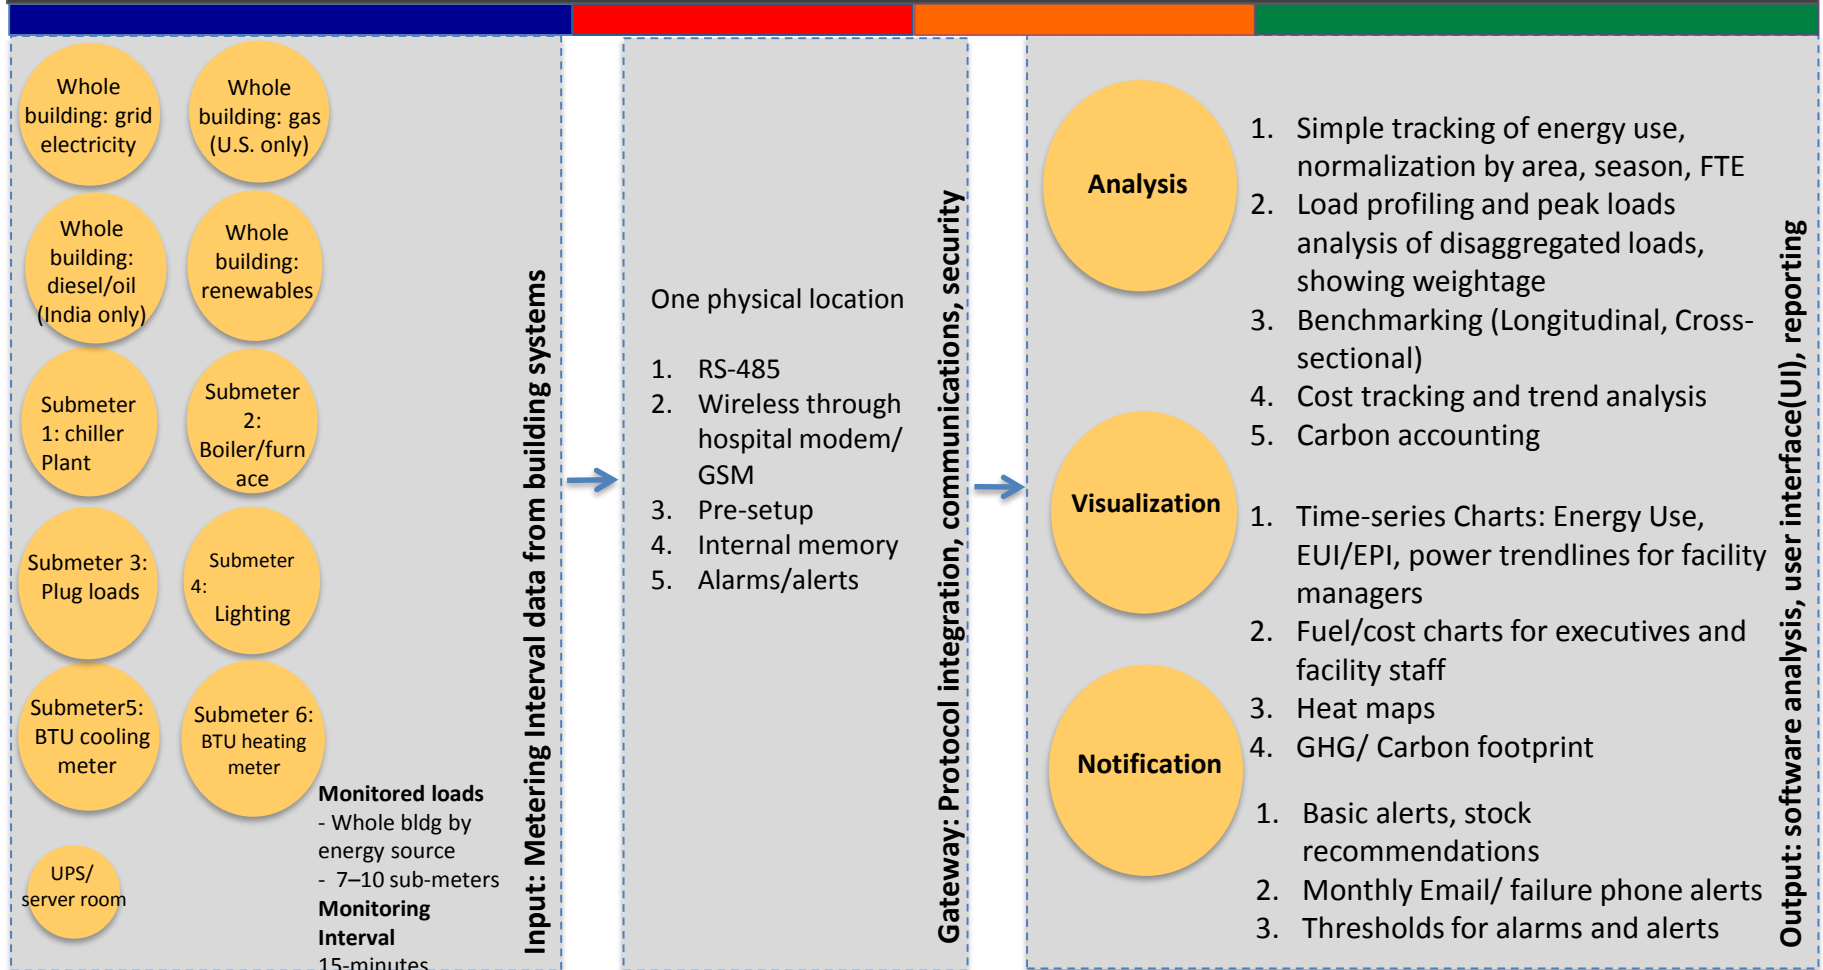 Whole
building: grid
electricity
Whole
building: gas
(U.S. only)
Whole
building:
diesel/oil
(India only)
Whole
building:
renewables
Submeter
1: chiller
Plant
Submeter
2:
Boiler/furn
ace
Submeter 3:
Plug loads
Submeter
4:
Lighting
Submeter5:
BTU cooling
meter
Submeter 6:
BTU heating
meter
UPS/
server room
Monitored loads
- Whole bldg by
energy source
- 7–10 sub-meters
Monitoring
Interval
15-minutes
Input: Metering Interval data from building systems
One physical location
1. RS-485
2. Wireless through
hospital modem/
GSM
3. Pre-setup
4. Internal memory
5. Alarms/alerts
Gateway: Protocol integration, communications, security
Analysis
1. Simple tracking of energy use,
normalization by area, season, FTE
2. Load profiling and peak loads
analysis of disaggregated loads,
showing weightage
3. Benchmarking (Longitudinal, Cross-
sectional)
4. Cost tracking and trend analysis
5. Carbon accounting
Visualization
1. Time-series Charts: Energy Use,
EUI/EPI, power trendlines for facility
managers
2. Fuel/cost charts for executives and
facility staff
3. Heat maps
4. GHG/ Carbon footprint
Notification
1. Basic alerts, stock
recommendations
2. Monthly Email/ failure phone alerts
3. Thresholds for alarms and alerts
Output: software analysis, user interface(UI), reporting